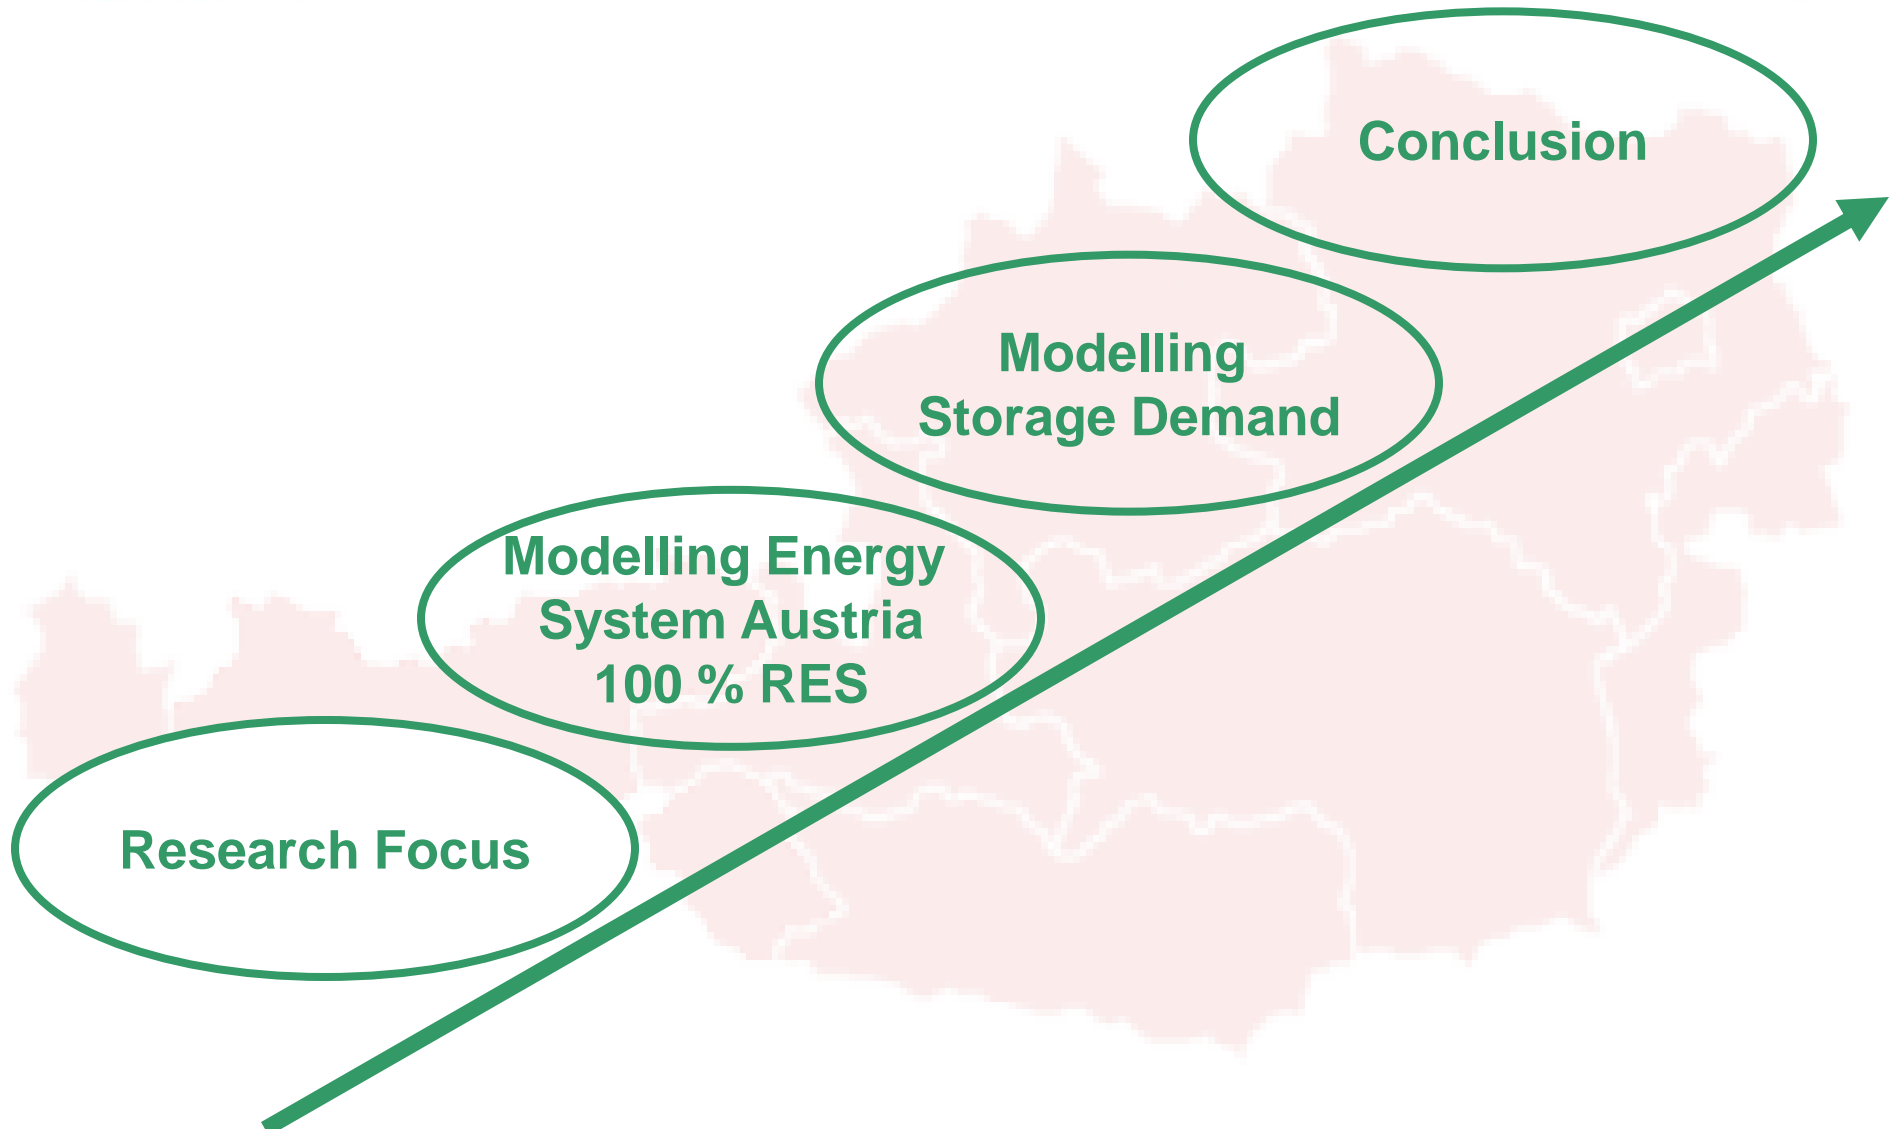 Conclusion
Modelling
Storage Demand
Modelling Energy
System Austria
100 % RES
Research Focus